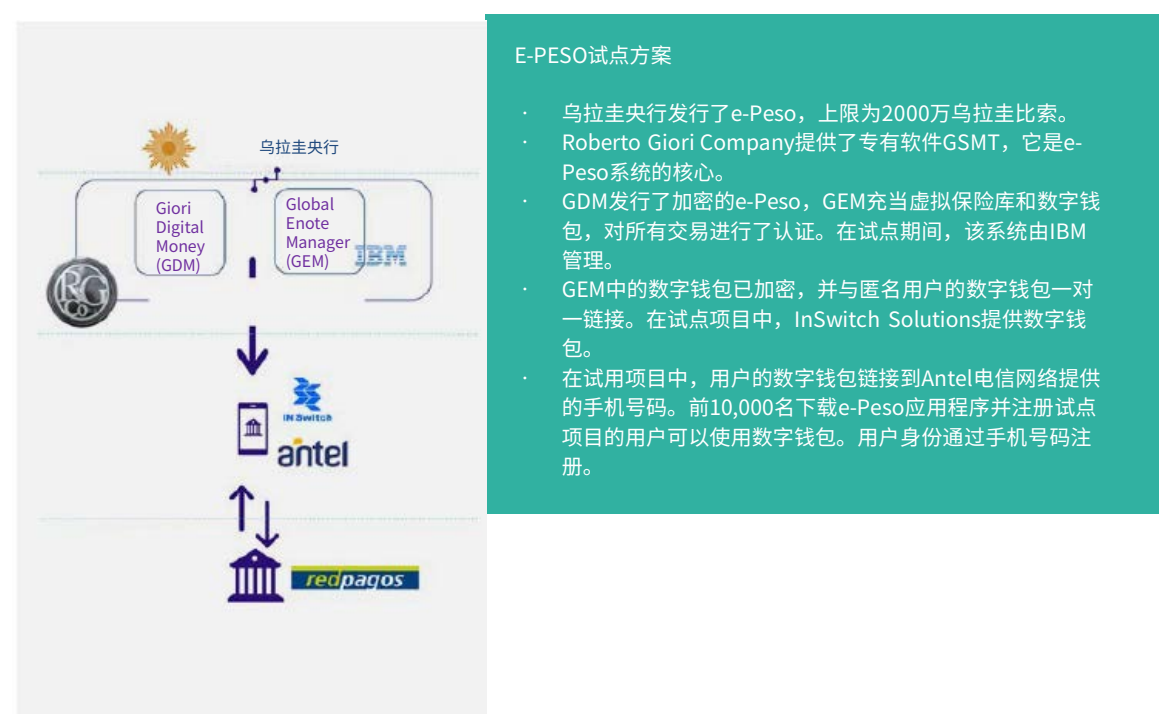 乌拉圭央行
Giori
Digital
Money
(GDM)
Global
Enote
Manager
(GEM)
IBM
RG
Co
IN Switch
antel
redpagos
E-PESO试点方案
· 乌拉圭央行发行了e-Peso，上限为2000万乌拉圭比索。
· Roberto Giori Company提供了专有软件GSMT，它是e-
Peso系统的核心。
· GDM发行了加密的e-Peso，GEM充当虚拟保险库和数字钱
包，对所有交易进行了认证。在试点期间，该系统由IBM
管理。
· GEM中的数字钱包已加密，并与匿名用户的数字钱包一对
一链接。在试点项目中，InSwitch Solutions提供数字钱
包。
· 在试用项目中，用户的数字钱包链接到Antel电信网络提供
的手机号码。前10,000名下载e-Peso应用程序并注册试点
项目的用户可以使用数字钱包。用户身份通过手机号码注
册。